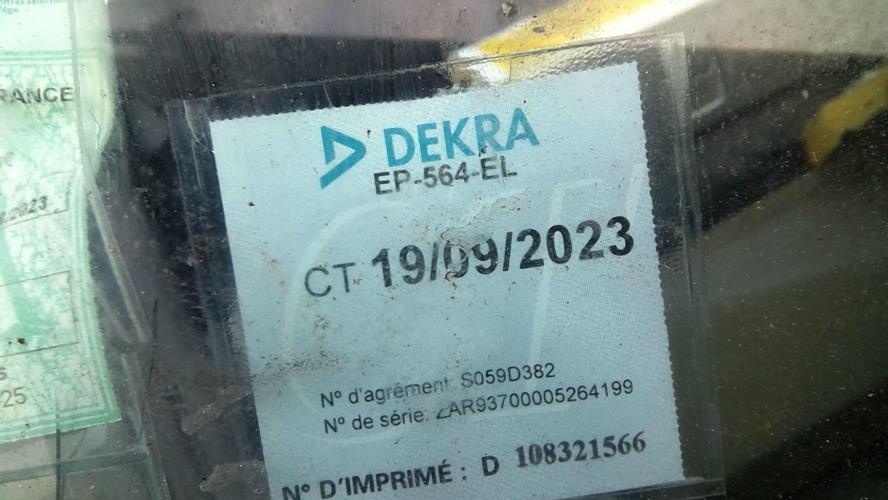 RANCE
2023
25
DEKRA
EP-564-EL
CT 19/09/2023
N° d'agrément S059D382
N° de série: ZAR93700005264199
N° D'IMPRIMÉ : D 108321566